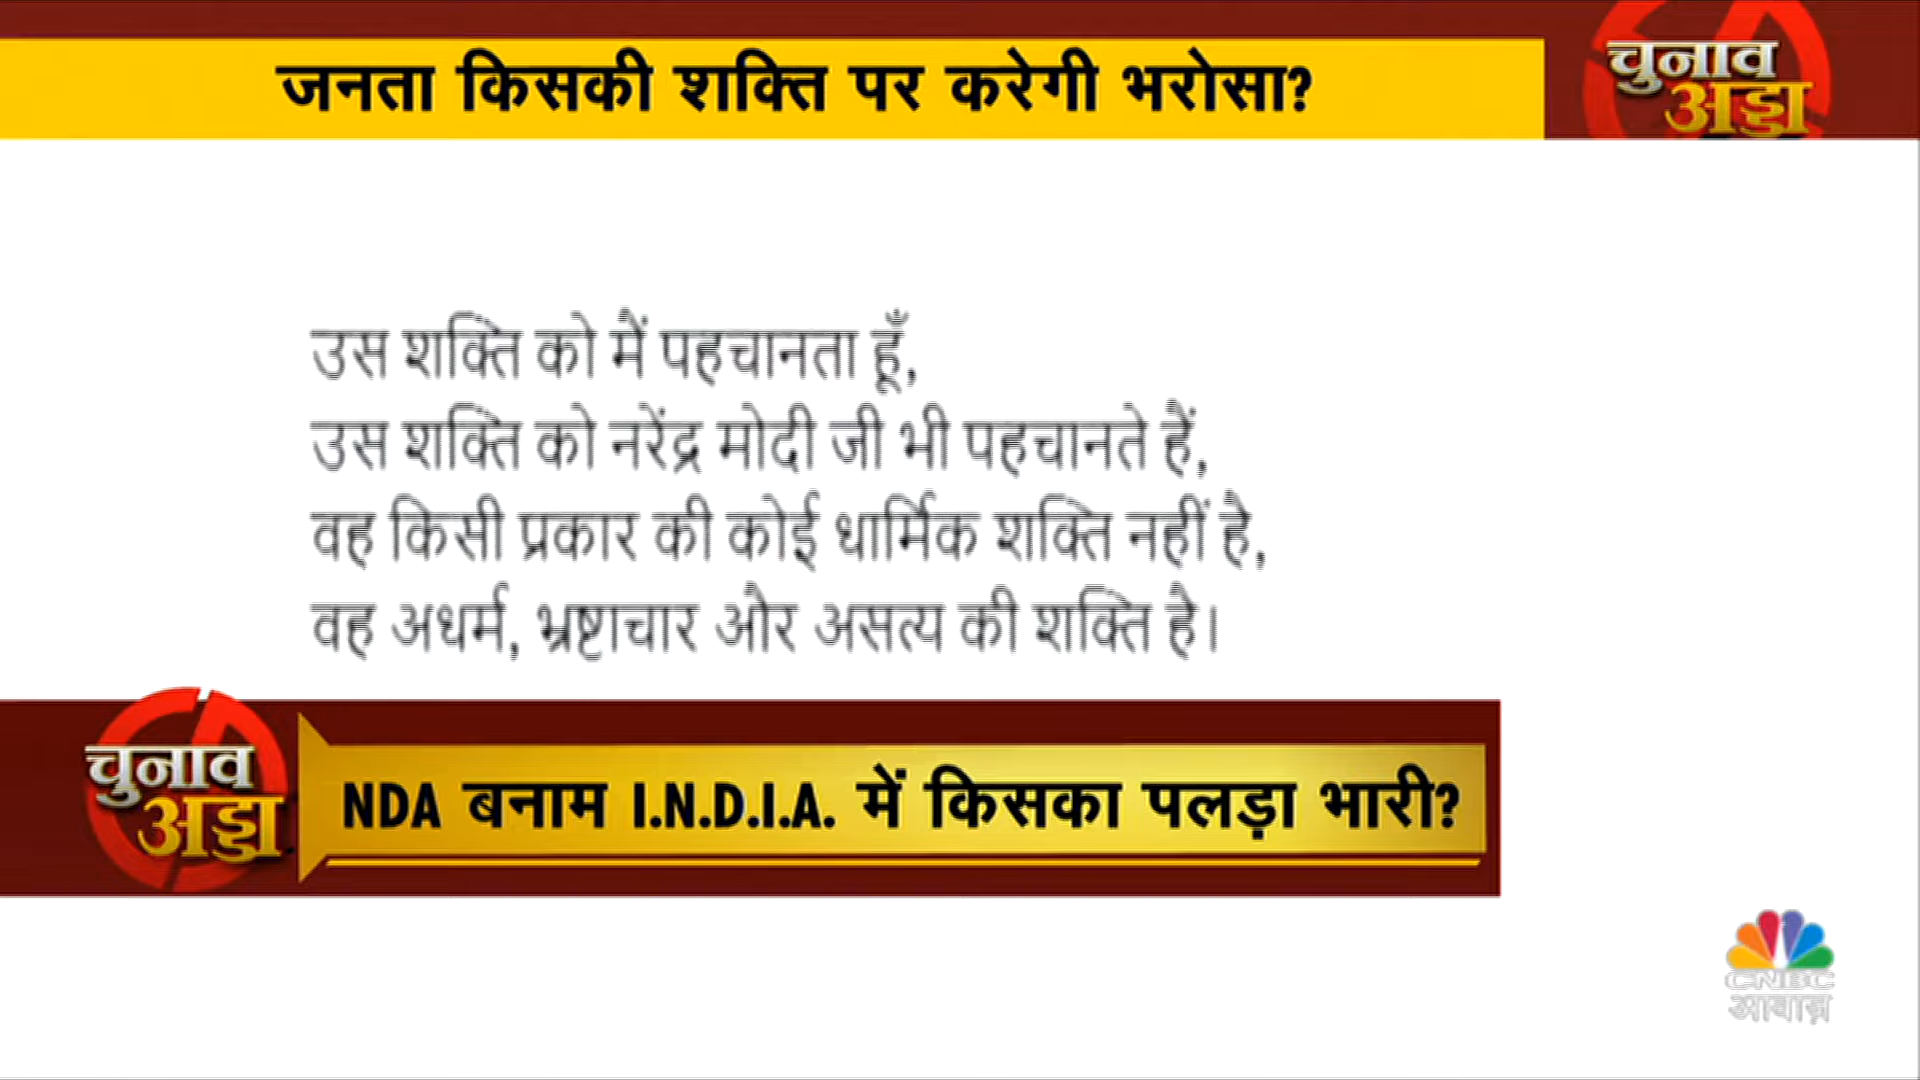 जनता किसकी शक्ति पर करेगी भरोसा?
चुनाव
अड्डा
उस शक्ति को मैं पहचानता हूँ,
उस शक्ति को नरेंद्र मोदी जी भी पहचानते हैं,
वह किसी प्रकार की कोई धार्मिक शक्ति नहीं है,
वह अधर्म, भ्रष्टाचार और असत्य की शक्ति है।
चुनाव
अड्डा
NDA बनाम I.N.D.I.A. में किसका पलड़ा भारी?
CNBC
आवाज़